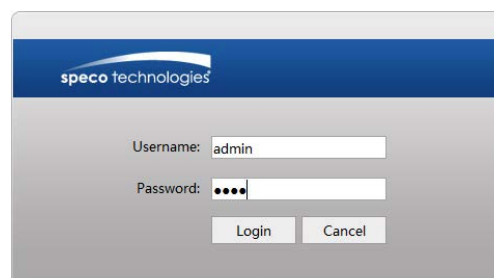 speco technologies
Username: admin
Password: ••••
Login Cancel